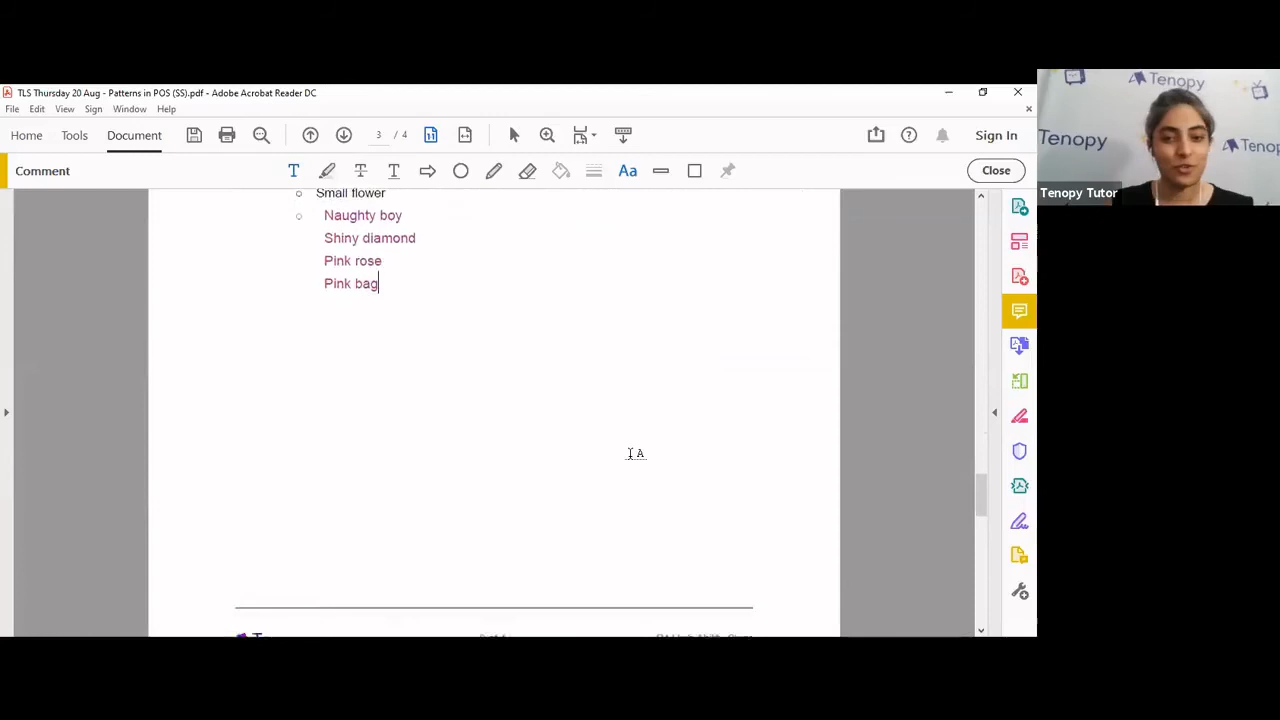 TLS Thursday 20 Aug - Patterns in POS (SS).pdf - Adobe Acrobat Reader DC
File Edit View Sign Window Help
Home Tools Document 3 / 4 Sign In
Comment T T T Aa Close
Small flower
Naughty boy
Shiny diamond
Pink rose
Pink bag
A
Tenopy
Tenopy
Tenopy Tutor